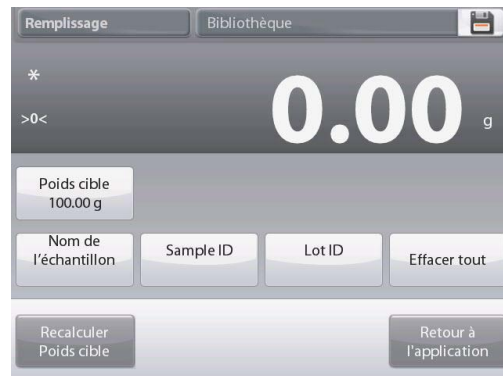 Remplissage
Bibliothèque
*
>0<
0.00 g
Poids cible
100.00 g
Nom de
l'échantillon
Sample ID
Lot ID
Effacer tout
Recalculer
Poids cible
Retour à
l'application